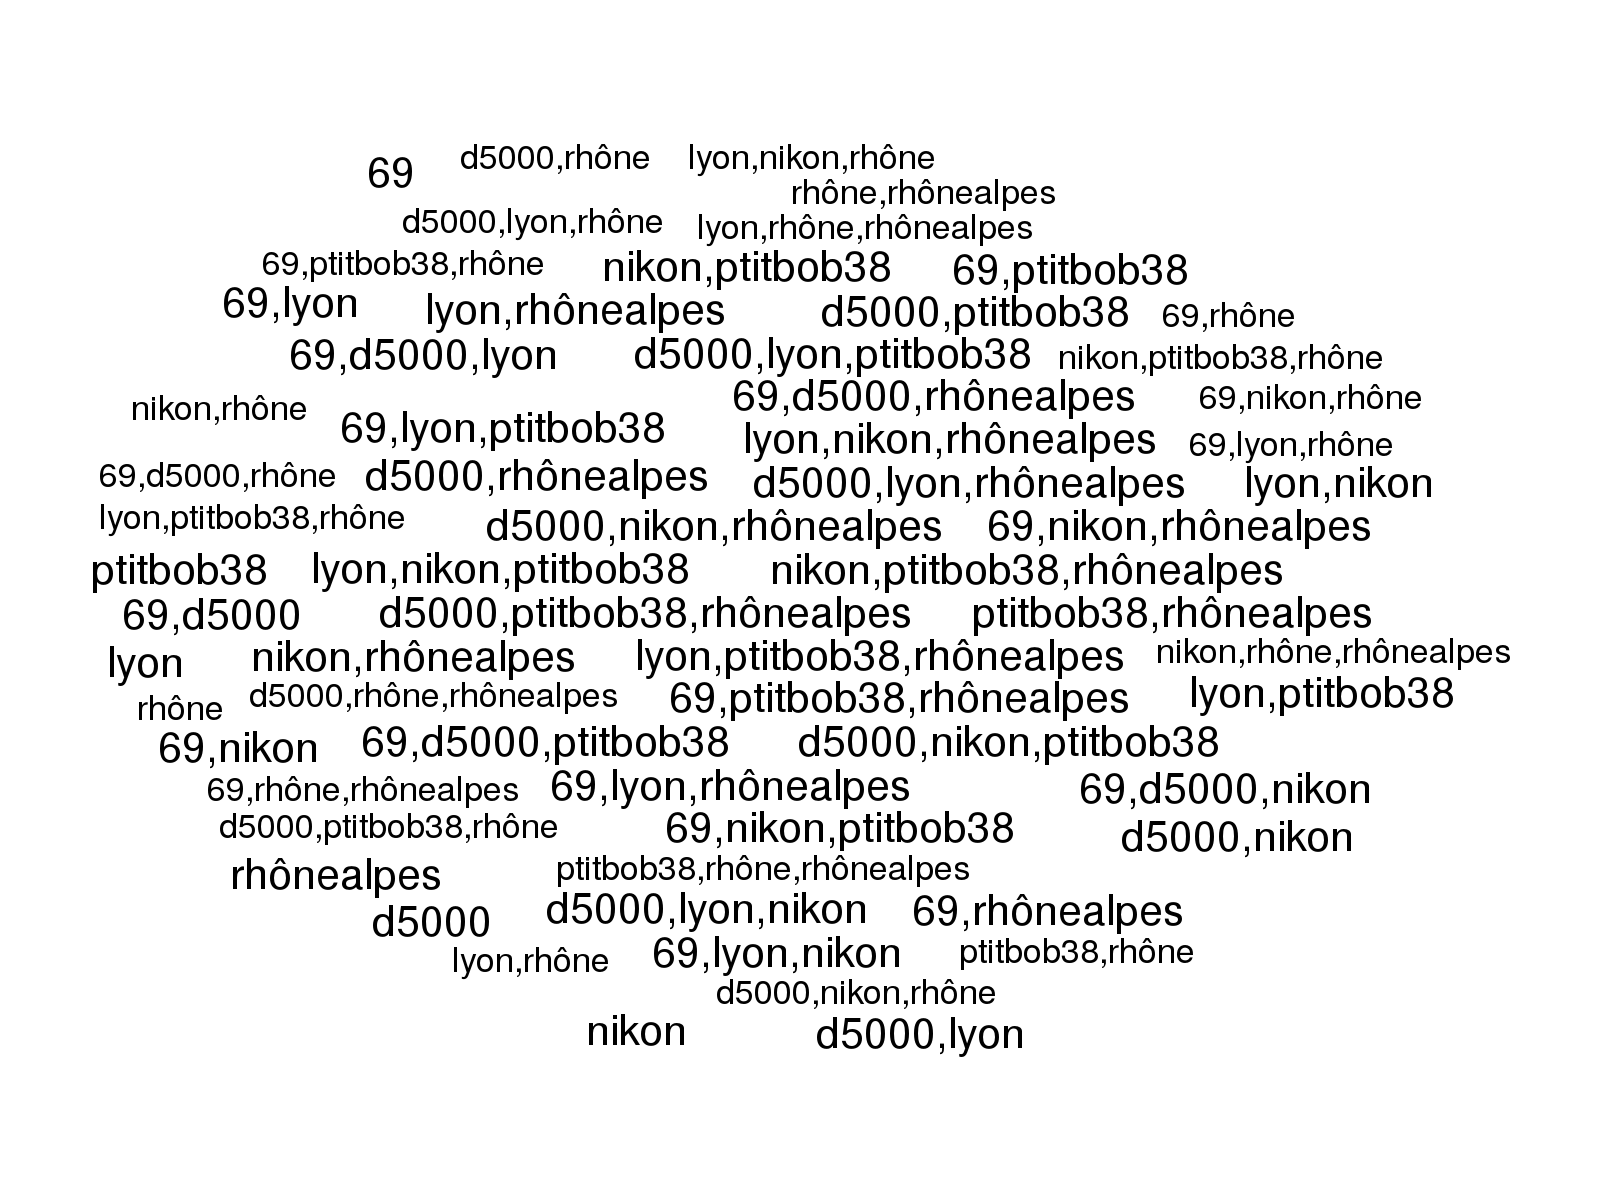 69 d5000,rhône lyon,nikon,rhône
rhône,rhônealpes
d5000,lyon,rhône lyon,rhône,rhônealpes
69,ptitbob38,rhône nikon,ptitbob38 69,ptitbob38
69,lyon lyon,rhônealpes d5000,ptitbob38 69,rhône
69,d5000,lyon d5000,lyon,ptitbob38 nikon,ptitbob38,rhône
nikon,rhône 69,d5000,rhônealpes 69,nikon,rhône
69,lyon,ptitbob38 lyon,nikon,rhônealpes 69,lyon,rhône
69,d5000,rhône d5000,rhônealpes d5000,lyon,rhônealpes lyon,nikon
lyon,ptitbob38,rhône d5000,nikon,rhônealpes 69,nikon,rhônealpes
ptitbob38 lyon,nikon,ptitbob38 nikon,ptitbob38,rhônealpes
69,d5000 d5000,ptitbob38,rhônealpes ptitbob38,rhônealpes
lyon nikon,rhônealpes lyon,ptitbob38,rhônealpes nikon,rhône,rhônealpes
rhône d5000,rhône,rhônealpes 69,ptitbob38,rhônealpes lyon,ptitbob38
69,nikon 69,d5000,ptitbob38 d5000,nikon,ptitbob38
69,rhône,rhônealpes 69,lyon,rhônealpes 69,d5000,nikon
d5000,ptitbob38,rhône 69,nikon,ptitbob38 d5000,nikon
rhônealpes ptitbob38,rhône,rhônealpes
d5000 d5000,lyon,nikon 69,rhônealpes
lyon,rhône 69,lyon,nikon ptitbob38,rhône
d5000,nikon,rhône
nikon d5000,lyon